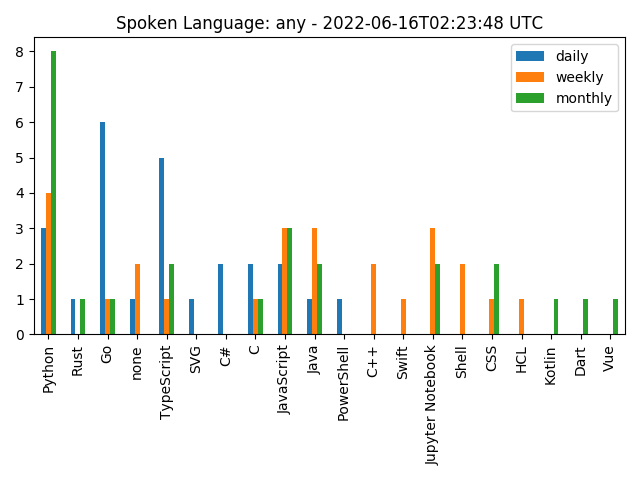 Spoken Language: any - 2022-06-16T02:23:48 UTC
daily
weekly
monthly
8
7
6
5
4
3
2
1
0
Python
Rust
Go
none
TypeScript
SVG
C#
C
JavaScript
Java
PowerShell
C++
Swift
Jupyter Notebook
Shell
CSS
HCL
Kotlin
Dart
Vue